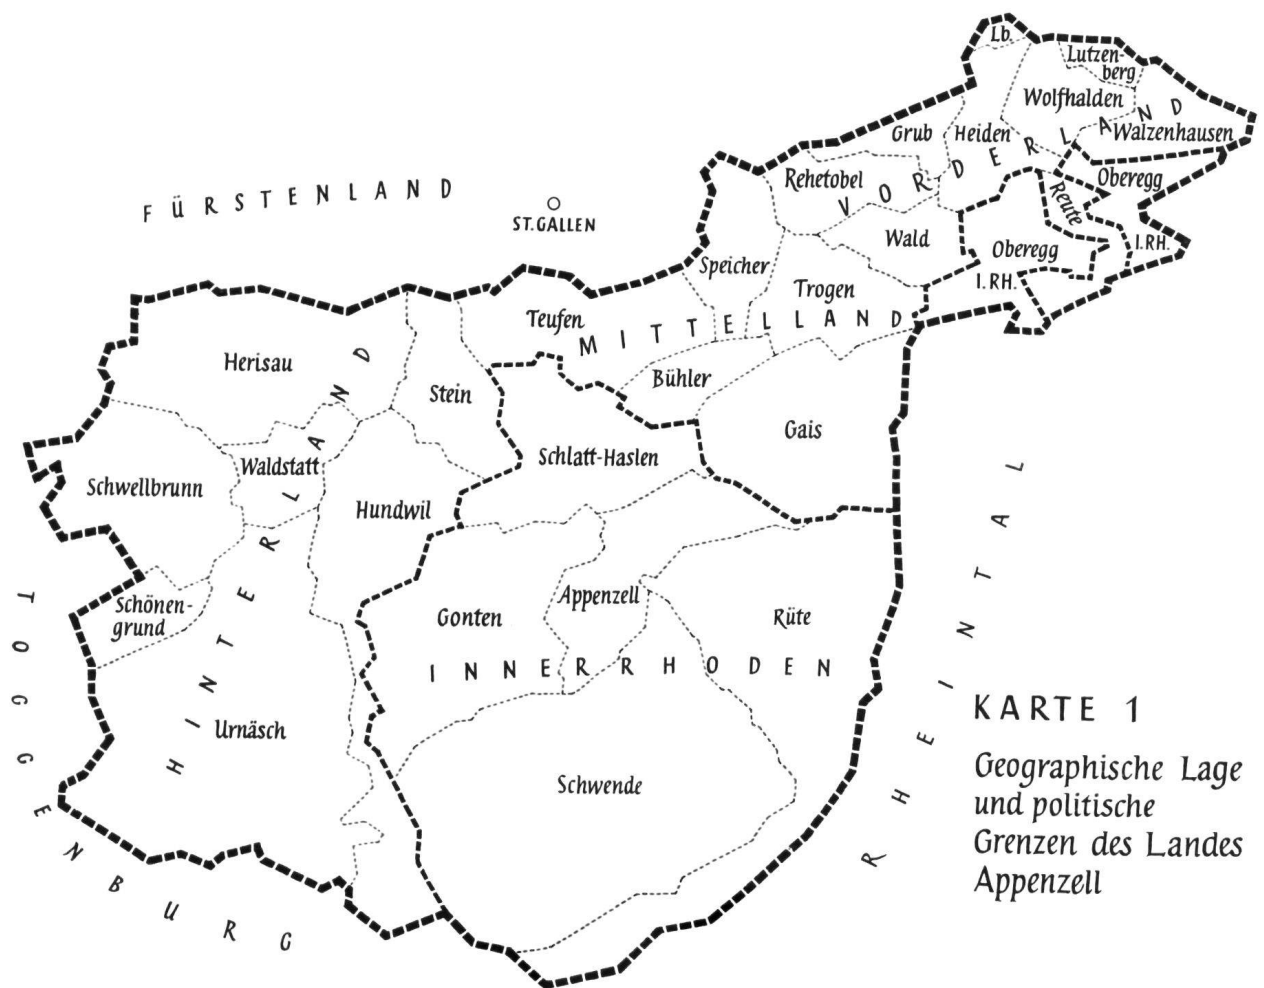 Lb.
Lutzen-
berg
Wolfhalden
Grub
Heiden
Walzenhausen
VORDERLAND
Rehetobel
Oberegg
Reute
FÜRSTENLAND
ST. GALLEN
Wald
Oberegg
I. RH.
I. RH.
Speicher
Trogen
Teufen
MITTELLAND
Herisau
Stein
Bühler
Gais
Schlatt-Haslen
Waldstatt
Schwellbrunn
Hundwil
HINTERLAND
Schönen-
grund
Gonten
Appenzell
Rüte
INNERRHODEN
Urnäsch
Schwende
TOGGENBURG
RHEINTAL
KARTE 1
Geographische Lage
und politische
Grenzen des Landes
Appenzell